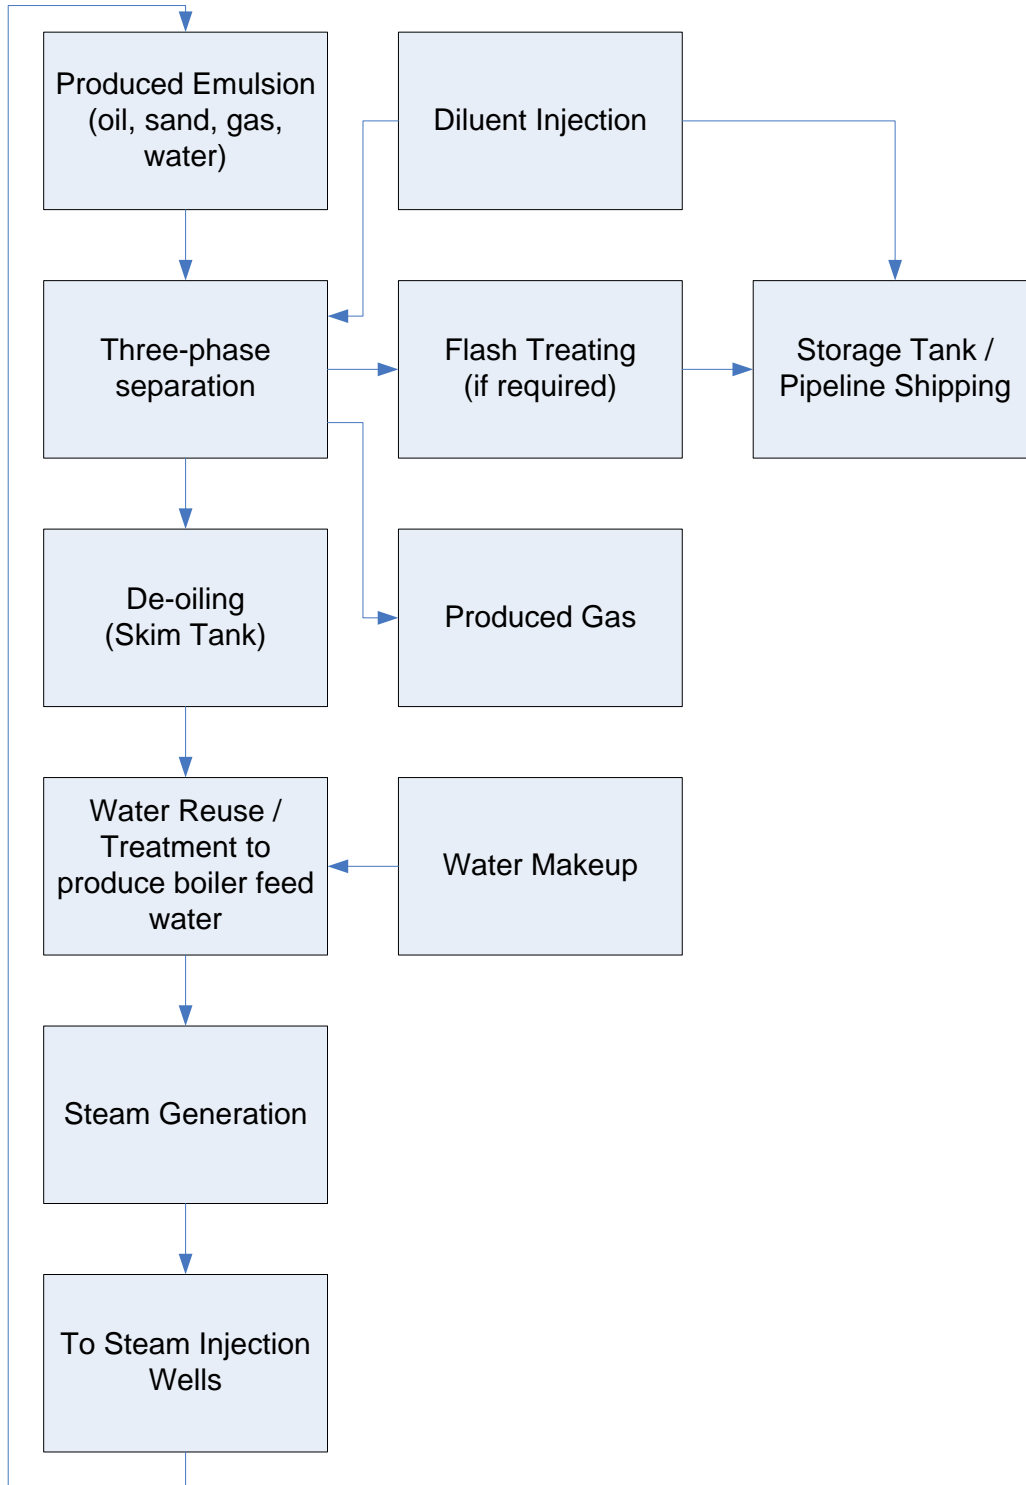 Produced Emulsion
(oil, sand, gas,
water)
Diluent Injection
Three-phase
separation
Flash Treating
(if required)
Storage Tank /
Pipeline Shipping
De-oiling
(Skim Tank)
Produced Gas
Water Reuse /
Treatment to
produce boiler feed
water
Water Makeup
Steam Generation
To Steam Injection
Wells